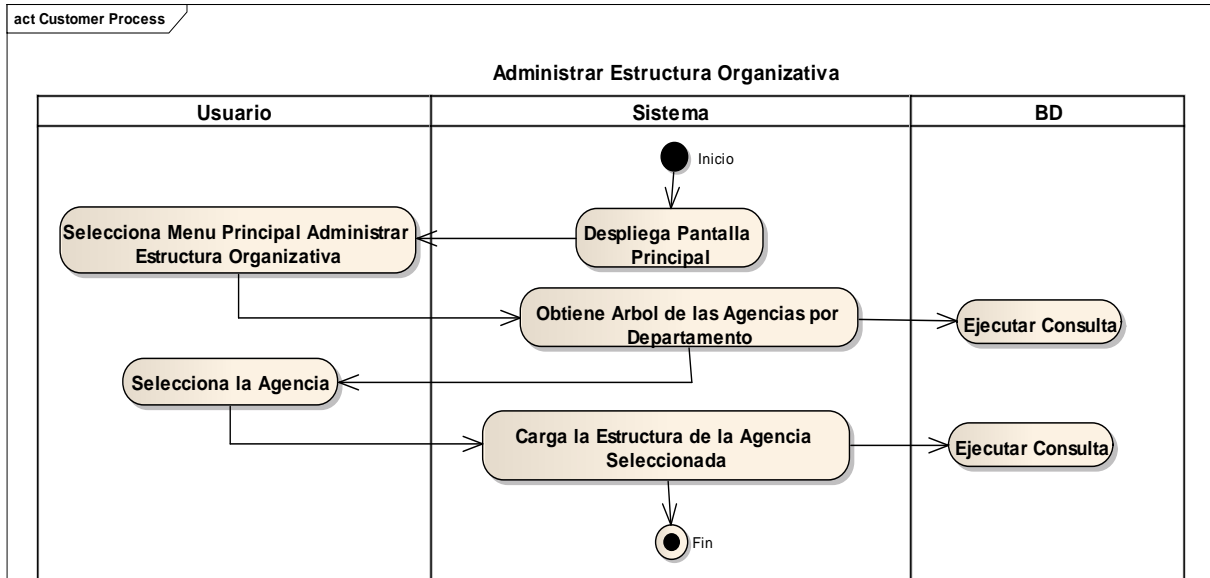 act Customer Process
Administrar Estructura Organizativa
Usuario
Sistema
BD
Inicio
Selecciona Menu Principal Administrar
Estructura Organizativa
Despliega Pantalla
Principal
Obtiene Arbol de las Agencias por
Departamento
Ejecutar Consulta
Selecciona la Agencia
Carga la Estructura de la Agencia
Seleccionada
Ejecutar Consulta
Fin